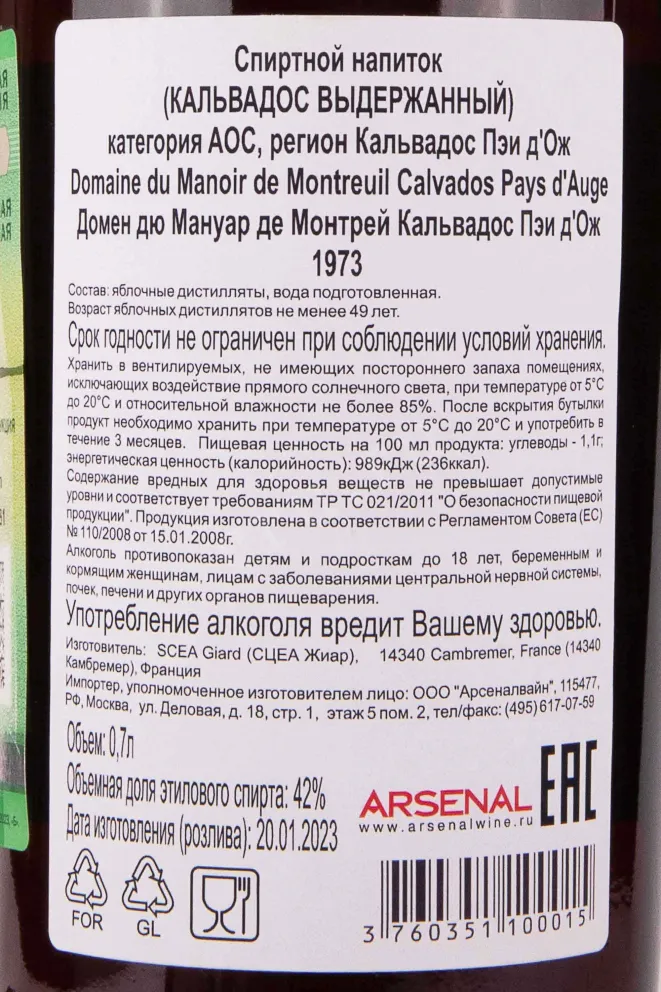 Спиртной напиток
(КАЛЬВАДОС ВЫДЕРЖАННЫЙ)
категория АОС, регион Кальвадос Пэи д'Ож
Domaine du Manoir de Montreuil Calvados Pays d'Auge
Домен дю Мануар де Монтрей Кальвадос Пэи д'Ож
1973
Состав: яблочные дистилляты, вода подготовленная.
Возраст яблочных дистиллятов не менее 49 лет.
Срок годности не ограничен при соблюдении условий хранения.
Хранить в вентилируемых, не имеющих постороннего запаха помещениях,
исключающих воздействие прямого солнечного света, при температуре от 5°С
до 20°С и относительной влажности не более 85%. После вскрытия бутылки
продукт необходимо хранить при температуре от 5°С до 20°С и употребить в
течение 3 месяцев. Пищевая ценность на 100 мл продукта: углеводы - 1,1г;
энергетическая ценность (калорийность): 989кДж (236ккал).
Содержание вредных для здоровья веществ не превышает допустимые
уровни и соответствует требованиям ТР ТС 021/2011 "О безопасности пищевой
продукции". Продукция изготовлена в соответствии с Регламентом Совета (ЕС)
№ 110/2008 от 15.01.2008г.
Алкоголь противопоказан детям и подросткам до 18 лет, беременным и
кормящим женщинам, лицам с заболеваниями центральной нервной системы,
почек, печени и других органов пищеварения.
Употребление алкоголя вредит Вашему здоровью.
Изготовитель: SCEA Giard (СЦЕА Жиар), 14340 Cambremer, France (14340
Камбремер), Франция
Импортер, уполномоченное изготовителем лицо: ООО "Арсеналвайн", 115477,
РФ, Москва, ул. Деловая, д. 18, стр. 1, этаж 5 пом. 2, тел/факс: (495) 617-07-59
Объем: 0,7л
Объемная доля этилового спирта: 42%
Дата изготовления (розлива): 20.01.2023
ARSENAL
www.arsenalwine.ru
EAC
FOR
GL
3 760351 100015